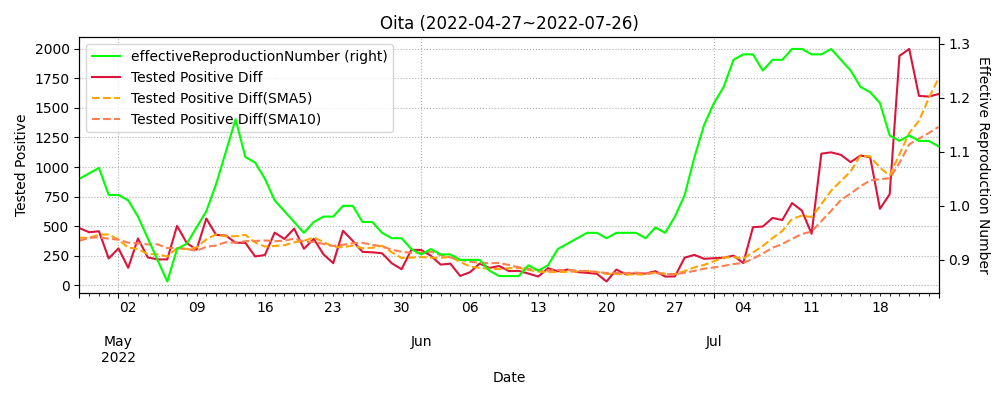 Oita (2022-04-27~2022-07-26)
effectiveReproductionNumber (right)
Tested Positive Diff
Tested Positive Diff(SMA5)
Tested Positive Diff(SMA10)
Tested Positive
2000
1750
1500
1250
1000
750
500
250
0
1.3
1.2
1.1
1.0
0.9
Effective Reproduction Number
02 09 16 23 30 06 13 20 27 04 11 18
May Jun Jul
2022
Date